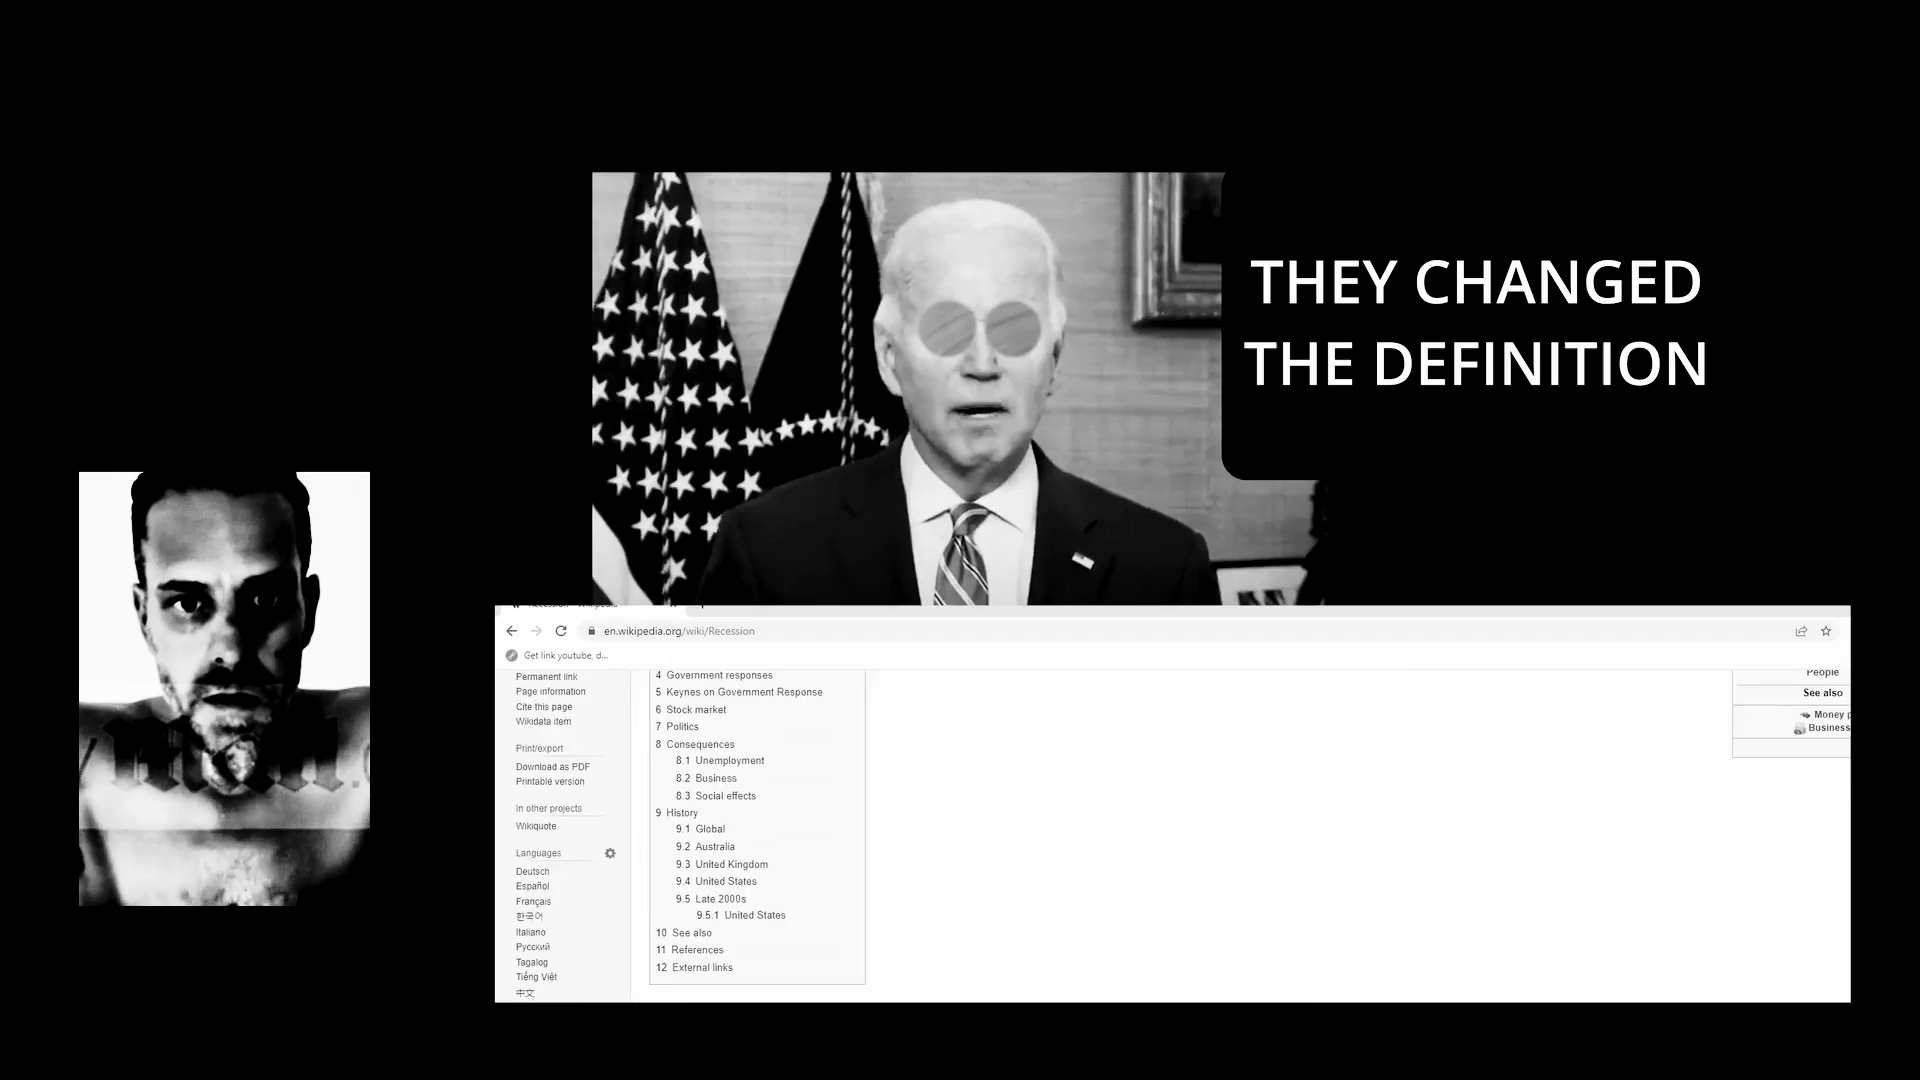 THEY CHANGED
THE DEFINITION
en.wikipedia.org/wiki/Recession
Get link youtube, d...
Permanent link
Page information
Cite this page
Wikidata item
Print/export
Download as PDF
Printable version
In other projects
Wikiquote
Languages
Deutsch
Español
Français
한국어
Italiano
Русский
Tagalog
Tiếng Việt
中文
4 Government responses
5 Keynes on Government Response
6 Stock market
7 Politics
8 Consequences
8.1 Unemployment
8.2 Business
8.3 Social effects
9 History
9.1 Global
9.2 Australia
9.3 United Kingdom
9.4 United States
9.5 Late 2000s
9.5.1 United States
10 See also
11 References
12 External links
People
See also
Money p
Business